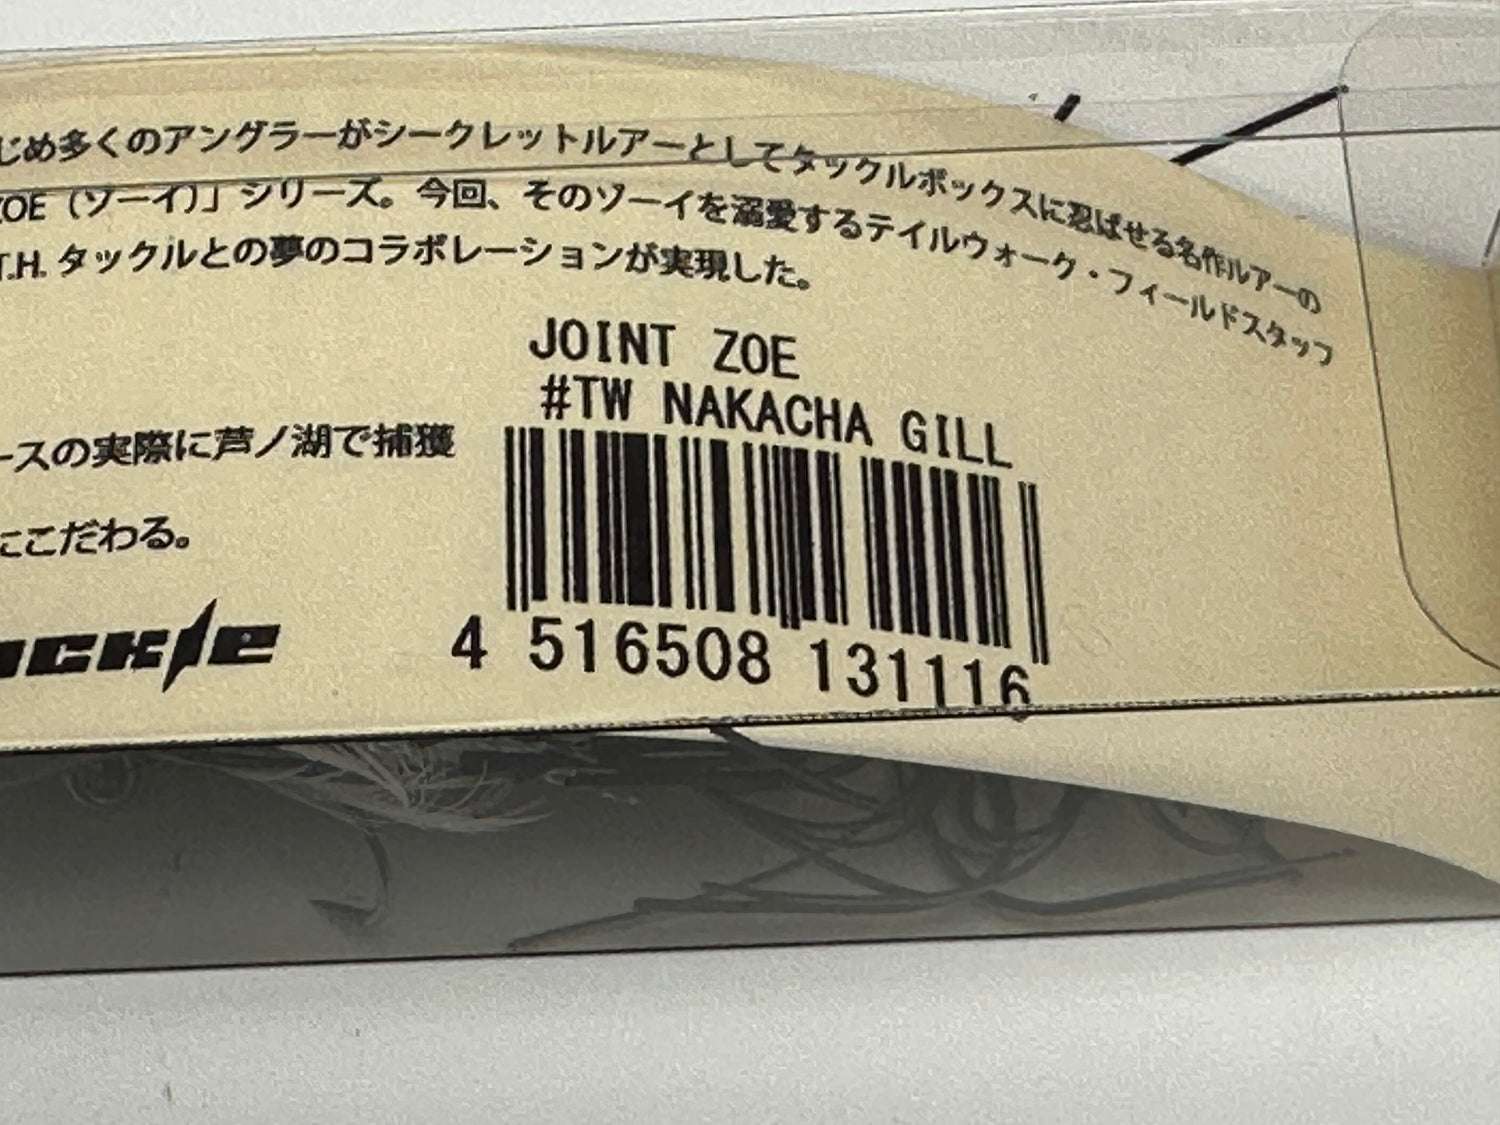 じめ多くのアングラーがシークレットルアーとしてタックルボックスに忍ばせる名作ルアーの
ZOE（ゾーイ）」シリーズ。今回、そのゾーイを溺愛するテイルウォーク・フィールドスタッフ
T.H.タックルとの夢のコラボレーションが実現した。
JOINT ZOE
#TW NAKACHA GILL
ースの実際に芦ノ湖で捕獲
にこだわる。
ackle
4 516508 131116